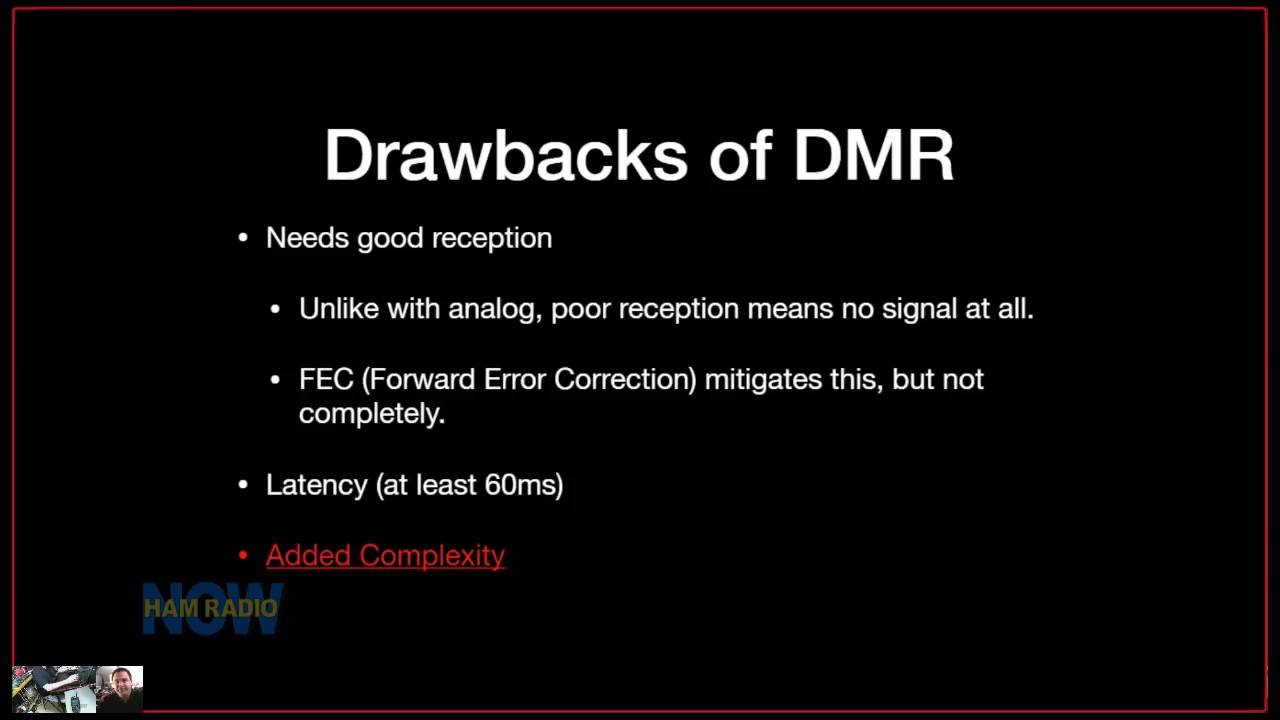 Drawbacks of DMR
• Needs good reception
• Unlike with analog, poor reception means no signal at all.
• FEC (Forward Error Correction) mitigates this, but not
completely.
• Latency (at least 60ms)
• Added Complexity
NOW
HAM RADIO